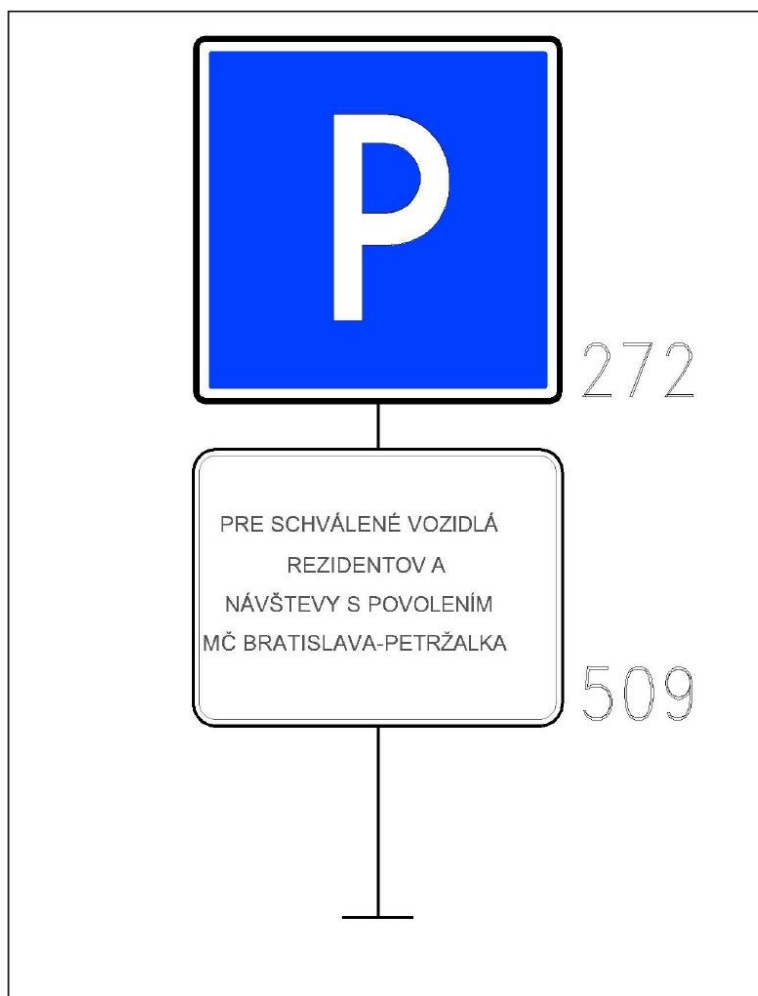 P
272
PRE SCHVÁLENÉ VOZIDLÁ
REZIDENTOV A
NÁVŠTEVY S POVOLENÍM
MČ BRATISLAVA-PETRŽALKA
509